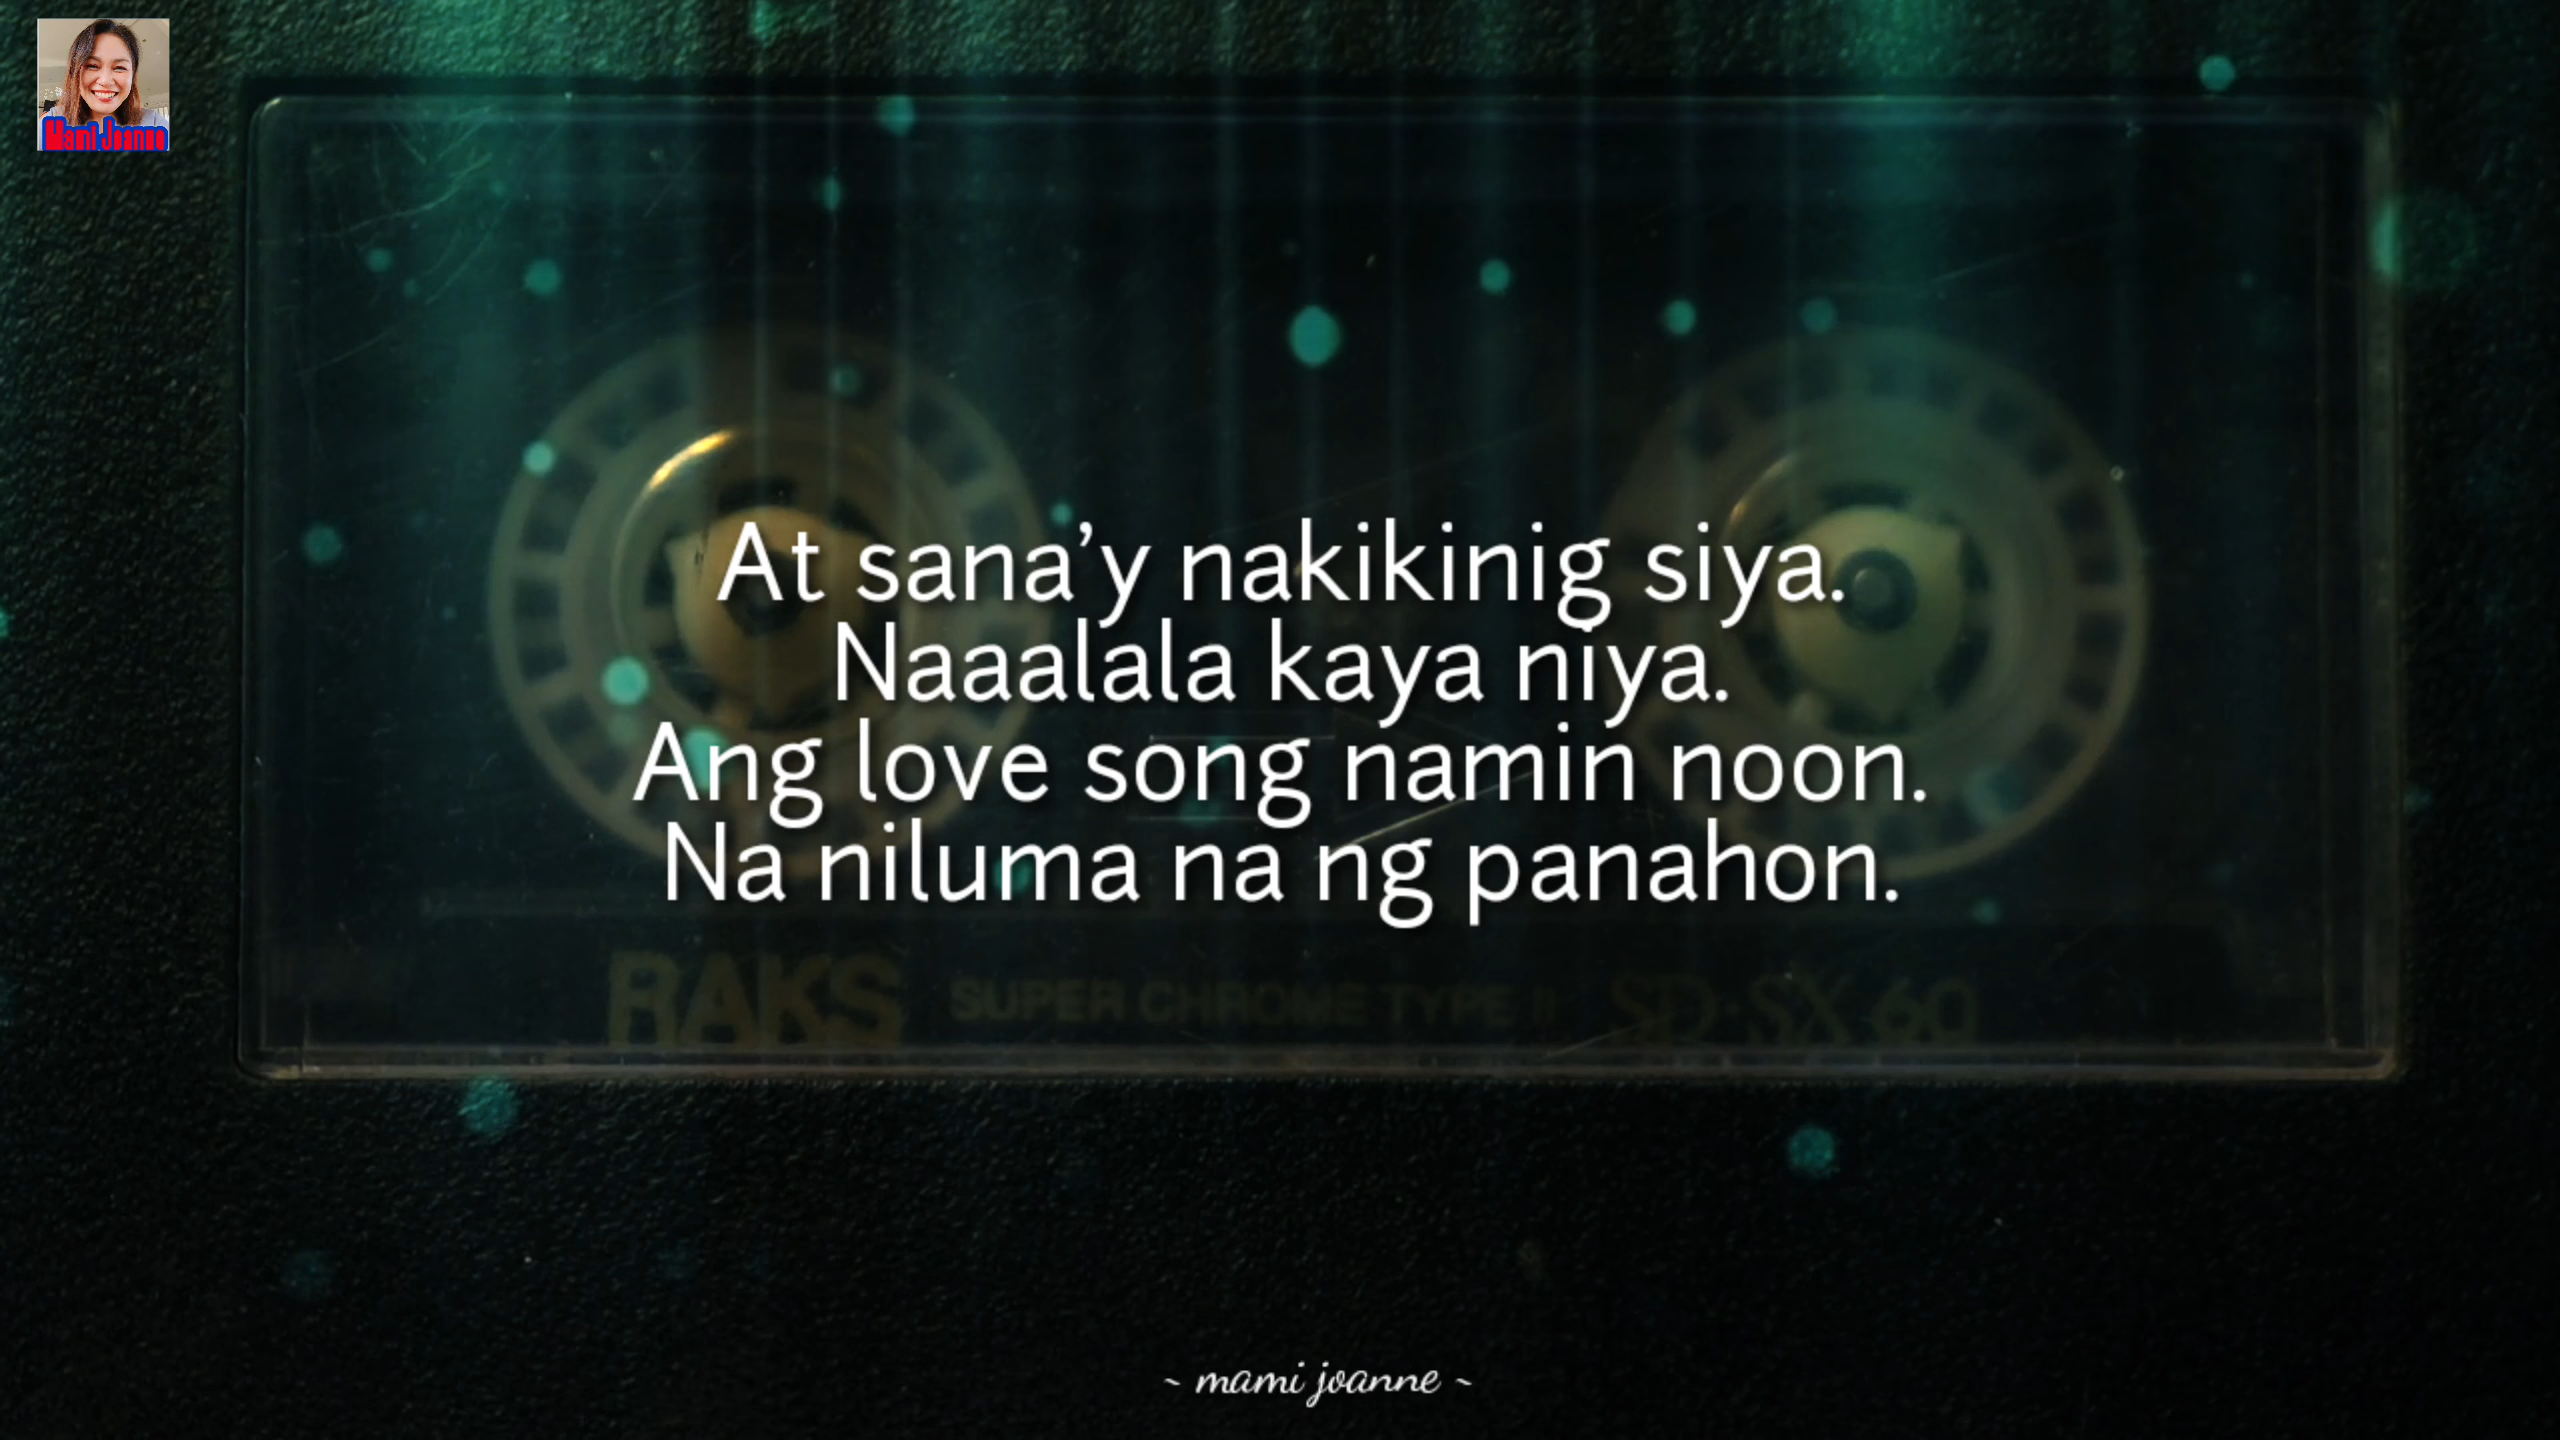 Mami Joanne
At sana’y nakikinig siya.
Naaalala kaya niya.
Ang love song namin noon.
Na niluma na ng panahon.
RAKS SUPER CHROME TYPE II SD-SX 60
~ mami joanne ~